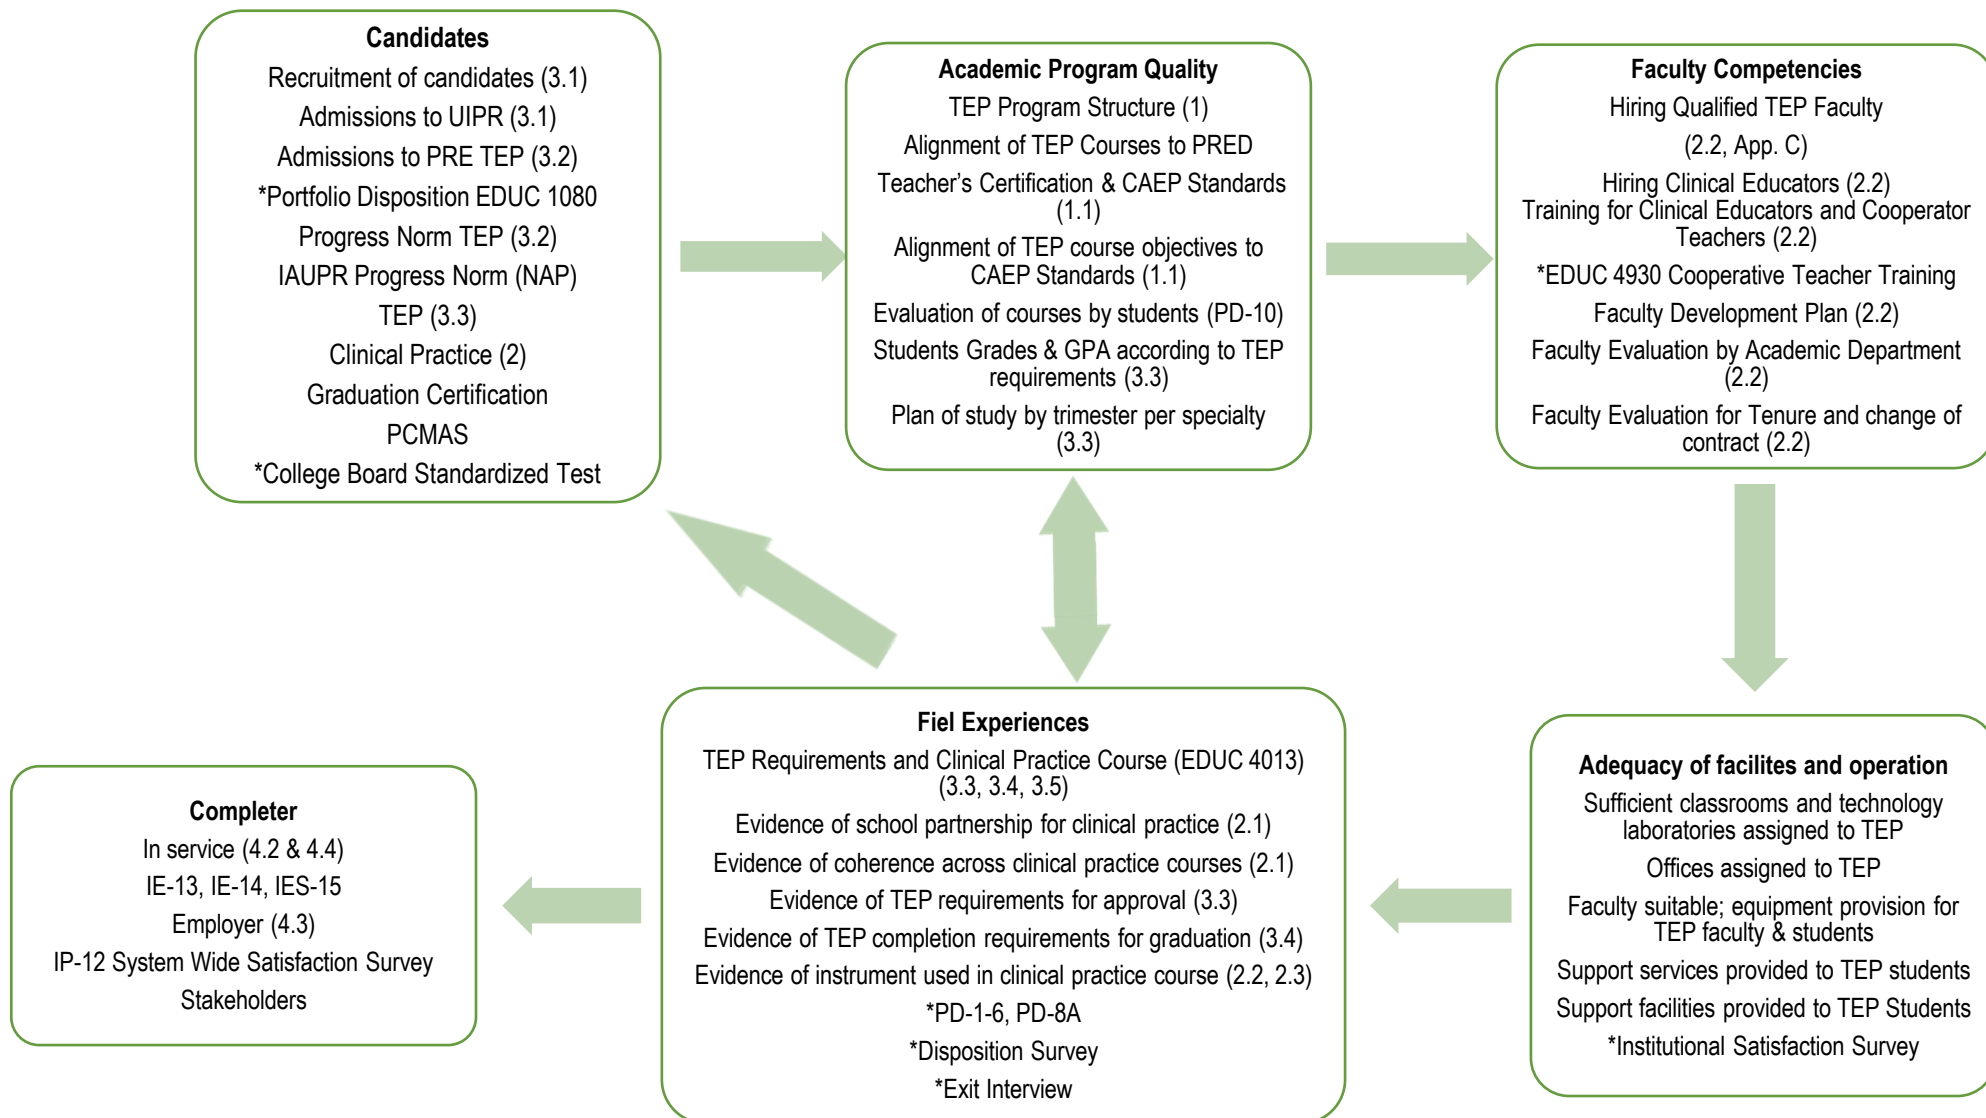 Candidates
Recruitment of candidates (3.1)
Admissions to UIPR (3.1)
Admissions to PRE TEP (3.2)
*Portfolio Disposition EDUC 1080
Progress Norm TEP (3.2)
IAUPR Progress Norm (NAP)
TEP (3.3)
Clinical Practice (2)
Graduation Certification
PCMAS
*College Board Standardized Test
Academic Program Quality
TEP Program Structure (1)
Alignment of TEP Courses to PRED
Teacher’s Certification & CAEP Standards
(1.1)
Alignment of TEP course objectives to
CAEP Standards (1.1)
Evaluation of courses by students (PD-10)
Students Grades & GPA according to TEP
requirements (3.3)
Plan of study by trimester per specialty
(3.3)
Faculty Competencies
Hiring Qualified TEP Faculty
(2.2, App. C)
Hiring Clinical Educators (2.2)
Training for Clinical Educators and Cooperator
Teachers (2.2)
*EDUC 4930 Cooperative Teacher Training
Faculty Development Plan (2.2)
Faculty Evaluation by Academic Department
(2.2)
Faculty Evaluation for Tenure and change of
contract (2.2)
Adequacy of facilites and operation
Sufficient classrooms and technology
laboratories assigned to TEP
Offices assigned to TEP
Faculty suitable; equipment provision for
TEP faculty & students
Support services provided to TEP students
Support facilities provided to TEP Students
*Institutional Satisfaction Survey
Fiel Experiences
TEP Requirements and Clinical Practice Course (EDUC 4013)
(3.3, 3.4, 3.5)
Evidence of school partnership for clinical practice (2.1)
Evidence of coherence across clinical practice courses (2.1)
Evidence of TEP requirements for approval (3.3)
Evidence of TEP completion requirements for graduation (3.4)
Evidence of instrument used in clinical practice course (2.2, 2.3)
*PD-1-6, PD-8A
*Disposition Survey
*Exit Interview
Completer
In service (4.2 & 4.4)
IE-13, IE-14, IES-15
Employer (4.3)
IP-12 System Wide Satisfaction Survey
Stakeholders